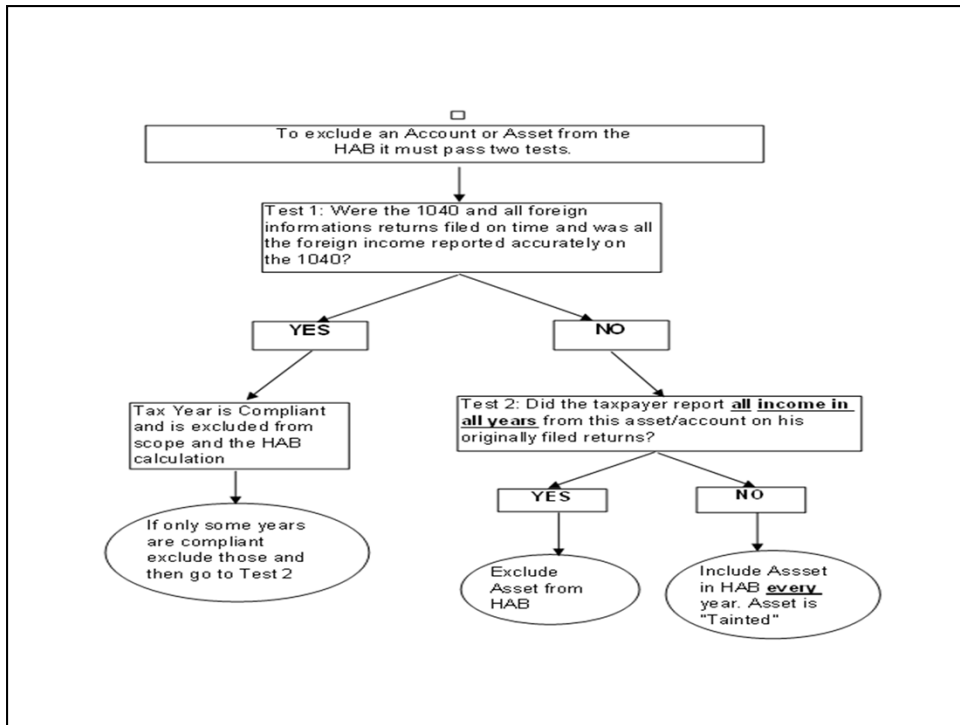 To exclude an Account or Asset from the
HAB it must pass two tests.
Test 1: Were the 1040 and all foreign
informations returns filed on time and was all
the foreign income reported accurately on
the 1040?
YES
NO
Tax Year is Compliant
and is excluded from
scope and the HAB
calculation
Test 2: Did the taxpayer report all income in
all years from this asset/account on his
originally filed returns?
If only some years
are compliant
exclude those and
then go to Test 2
YES
NO
Exclude
Asset from
HAB
Include Assset
in HAB every
year. Asset is
"Tainted"